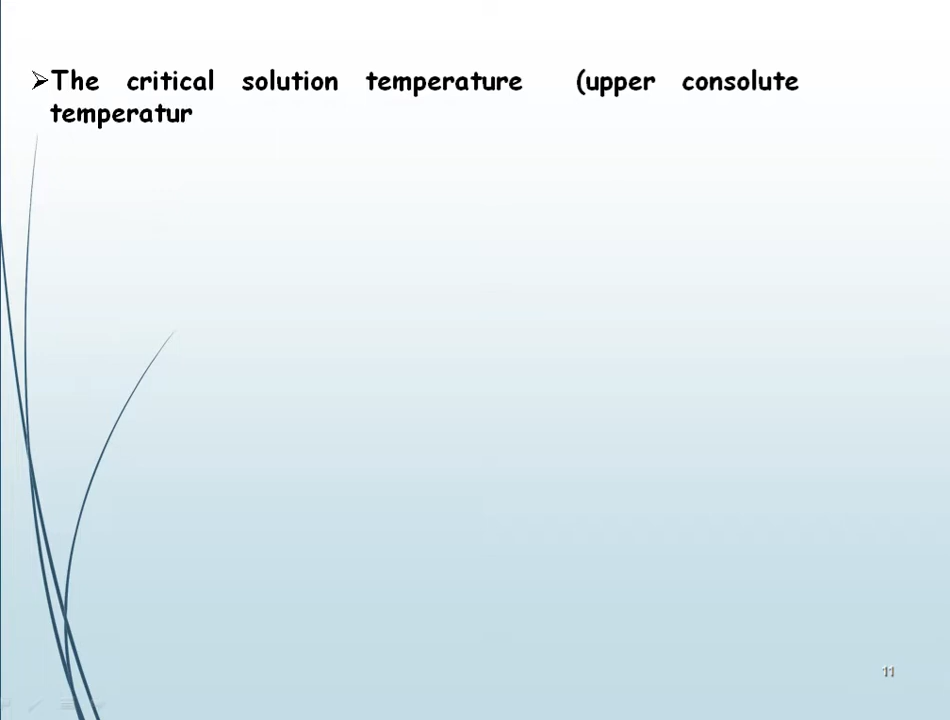 ➢The critical solution temperature (upper consolute
temperatur
11